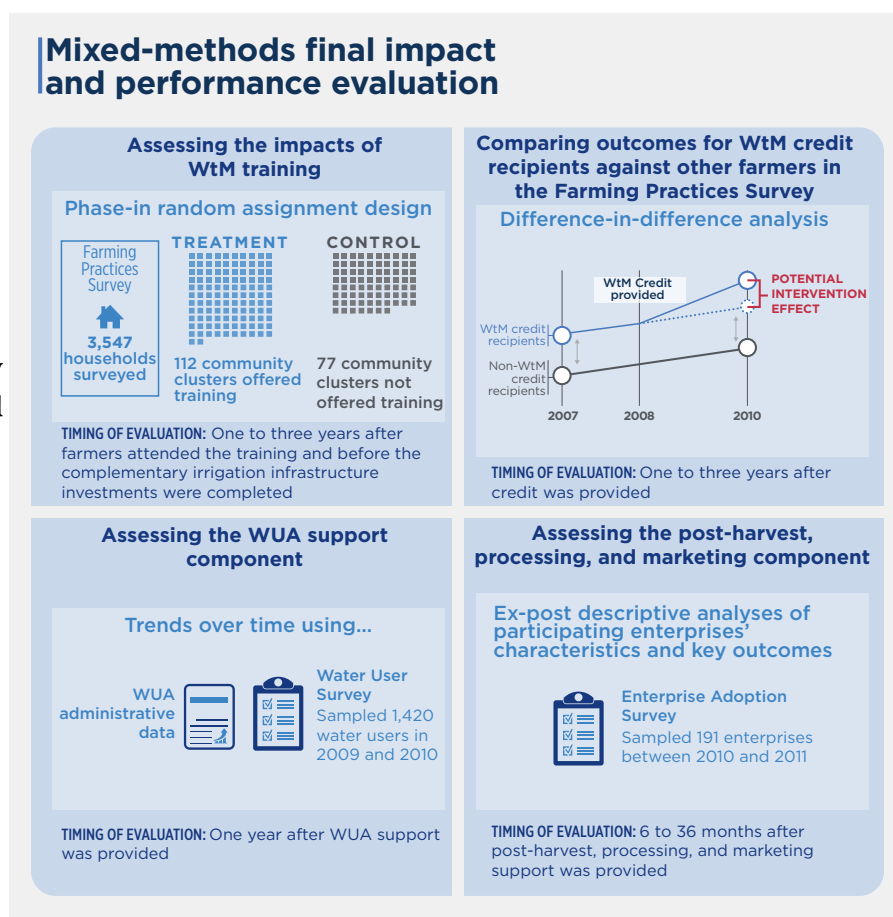 Mixed-methods final impact
and performance evaluation
Assessing the impacts of
WtM training
Phase-in random assignment design
Farming
Practices
Survey
3,547
households
surveyed
TREATMENT
112 community
clusters offered
training
CONTROL
77 community
clusters not
offered training
TIMING OF EVALUATION: One to three years after
farmers attended the training and before the
complementary irrigation infrastructure
investments were completed
Comparing outcomes for WtM credit
recipients against other farmers in
the Farming Practices Survey
Difference-in-difference analysis
WtM Credit
provided
POTENTIAL
INTERVENTION
EFFECT
WtM credit
recipients
Non-WtM
credit
recipients
2007
2008
2010
TIMING OF EVALUATION: One to three years after
credit was provided
Assessing the WUA support
component
Trends over time using...
WUA
administrative
data
Water User
Survey
Sampled 1,420
water users in
2009 and 2010
TIMING OF EVALUATION: One year after WUA support
was provided
Assessing the post-harvest,
processing, and marketing component
Ex-post descriptive analyses of
participating enterprises'
characteristics and key outcomes
Enterprise Adoption
Survey
Sampled 191 enterprises
between 2010 and 2011
TIMING OF EVALUATION: 6 to 36 months after
post-harvest, processing, and marketing
support was provided